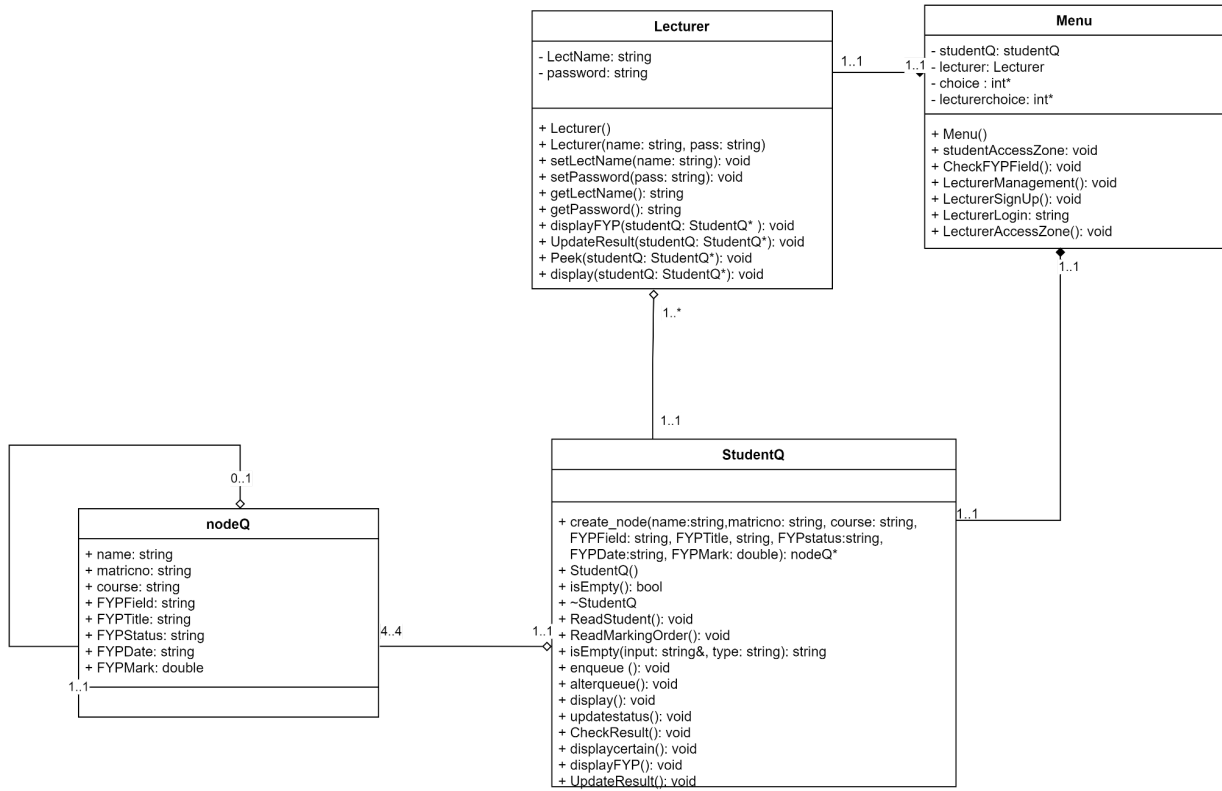 Lecturer
- LectName: string
- password: string
+ Lecturer()
+ Lecturer(name: string, pass: string)
+ setLectName(name: string): void
+ setPassword(pass: string): void
+ getLectName(): string
+ getPassword(): string
+ displayFYP(studentQ: StudentQ* ): void
+ UpdateResult(studentQ: StudentQ*): void
+ Peek(studentQ: StudentQ*): void
+ display(studentQ: StudentQ*): void
1..1
1..1
Menu
- studentQ: studentQ
- lecturer: Lecturer
- choice : int*
- lecturerchoice: int*
+ Menu()
+ studentAccessZone: void
+ CheckFYPField(): void
+ LecturerManagement(): void
+ LecturerSignUp(): void
+ LecturerLogin: string
+ LecturerAccessZone(): void
1..1
1..*
1..1
0..1
nodeQ
+ name: string
+ matricno: string
+ course: string
+ FYPField: string
+ FYPTitle: string
+ FYPStatus: string
+ FYPDate: string
+ FYPMark: double
1..1
4..4
1..1
StudentQ
+ create_node(name:string,matricno: string, course: string,
FYPField: string, FYPTitle, string, FYPstatus:string,
FYPDate:string, FYPMark: double): nodeQ*
+ StudentQ()
+ isEmpty(): bool
+ ~StudentQ
+ ReadStudent(): void
+ ReadMarkingOrder(): void
+ isEmpty(input: string&, type: string): string
+ enqueue (): void
+ alterqueue(): void
+ display(): void
+ updatestatus(): void
+ CheckResult(): void
+ displaycertain(): void
+ displayFYP(): void
+ UpdateResult(): void
1..1